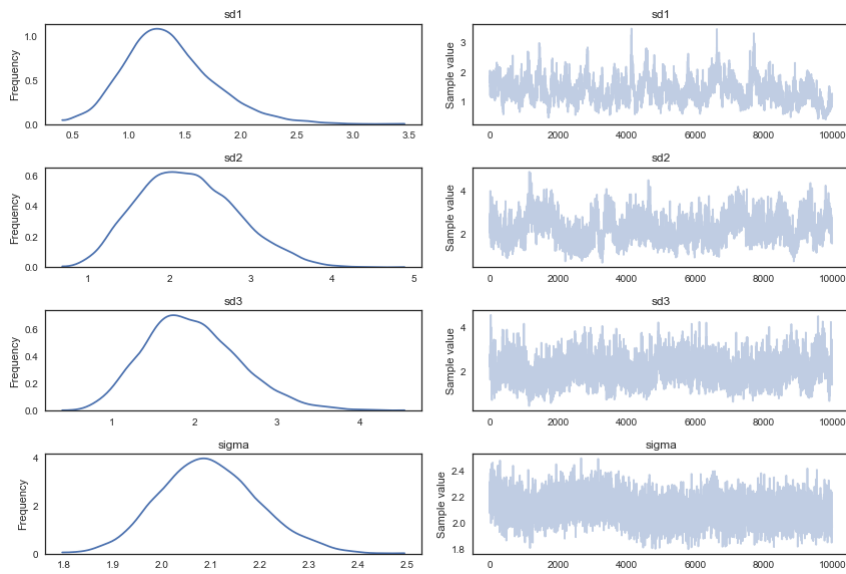 sd1
Frequency
1.0
0.5
0.0
0.5 1.0 1.5 2.0 2.5 3.0 3.5
sd1
Sample value
3
2
1
0 2000 4000 6000 8000 10000
sd2
Frequency
0.6
0.4
0.2
0.0
1 2 3 4 5
sd2
Sample value
4
2
0 2000 4000 6000 8000 10000
sd3
Frequency
0.6
0.4
0.2
0.0
1 2 3 4
sd3
Sample value
4
2
0 2000 4000 6000 8000 10000
sigma
Frequency
4
2
0
1.8 1.9 2.0 2.1 2.2 2.3 2.4 2.5
sigma
Sample value
2.4
2.2
2.0
1.8
0 2000 4000 6000 8000 10000